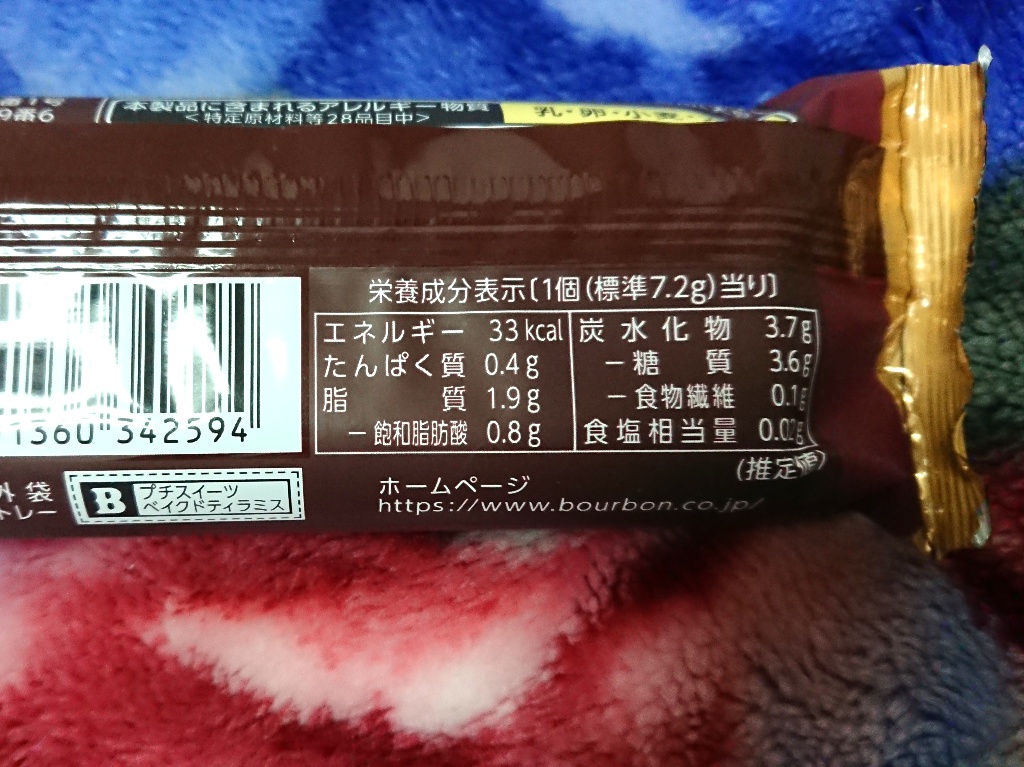 本製品に含まれるアレルギー物質
<特定原材料等28品目中>
乳・卵・小麦・
栄養成分表示〔1個(標準7.2g)当り〕
エネルギー 33kcal
たんぱく質 0.4g
脂質 1.9g
－飽和脂肪酸 0.8g
炭水化物 3.7g
－糖質 3.6g
－食物繊維 0.1g
食塩相当量 0.02g
(推定値)
1360 342594
外袋
トレー
B プチスイーツ
ベイクドティラミス
ホームページ
https://www.bourbon.co.jp/